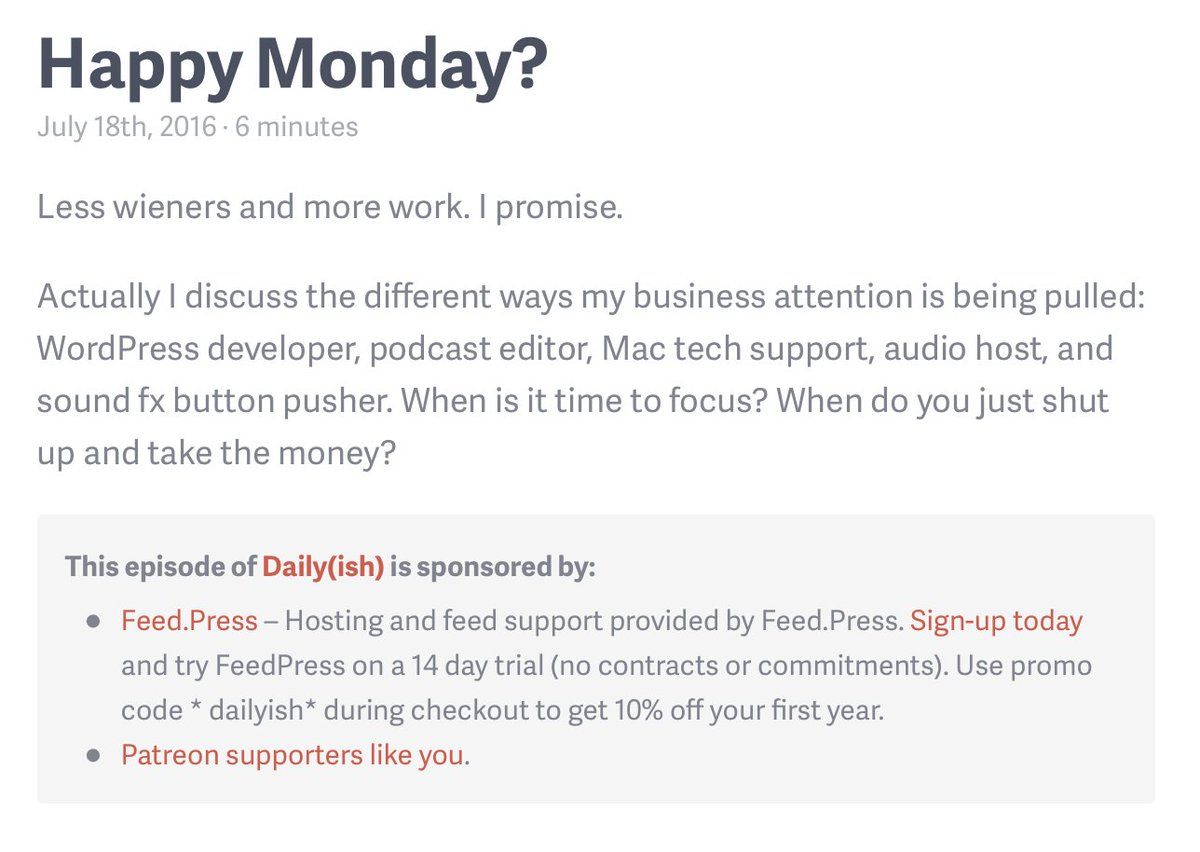 Happy Monday?
July 18th, 2016 · 6 minutes
Less wieners and more work. I promise.
Actually I discuss the different ways my business attention is being pulled:
WordPress developer, podcast editor, Mac tech support, audio host, and
sound fx button pusher. When is it time to focus? When do you just shut
up and take the money?
This episode of Daily(ish) is sponsored by:
● Feed.Press – Hosting and feed support provided by Feed.Press. Sign-up today
and try FeedPress on a 14 day trial (no contracts or commitments). Use promo
code * dailyish* during checkout to get 10% off your first year.
● Patreon supporters like you.